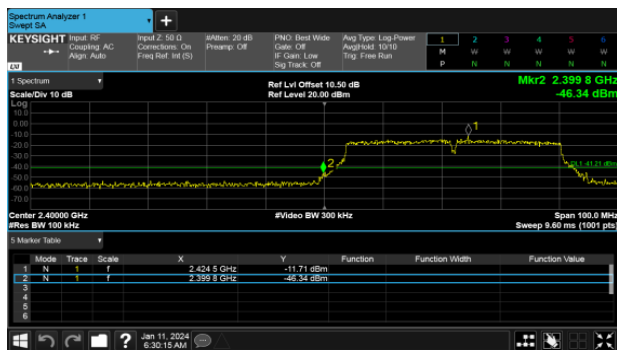 Spectrum Analyzer 1
Swept SA
+
KEYSIGHT Input: RF Input Z: 50 Ω #Atten: 20 dB PNO: Best Wide Avg Type: Log-Power 1 2 3 4 5 6
Coupling: AC Corrections: On Preamp: Off Gate: Off Avg|Hold: 10/10 M W W W W W
Align: Auto Freq Ref: Int (S) IF Gain: Low Trig: Free Run P N N N N N
LXI Sig Track: Off
1 Spectrum Ref Lvl Offset 10.50 dB Mkr2 2.399 8 GHz
Scale/Div 10 dB Ref Level 20.00 dBm -46.34 dBm
Log
10.0
0.00
-10.0
1
-20.0
-30.0
2
-40.0
DL1 -41.21 dBm
-50.0
-60.0
-70.0
Center 2.40000 GHz #Video BW 300 kHz Span 100.0 MHz
#Res BW 100 kHz Sweep 9.60 ms (1001 pts)
5 Marker Table
Mode Trace Scale X Y Function Function Width Function Value
1 N 1 f 2.424 5 GHz -11.71 dBm
2 N 1 f 2.399 8 GHz -46.34 dBm
3
4
5
6
? Jan 11, 2024
6:30:15 AM